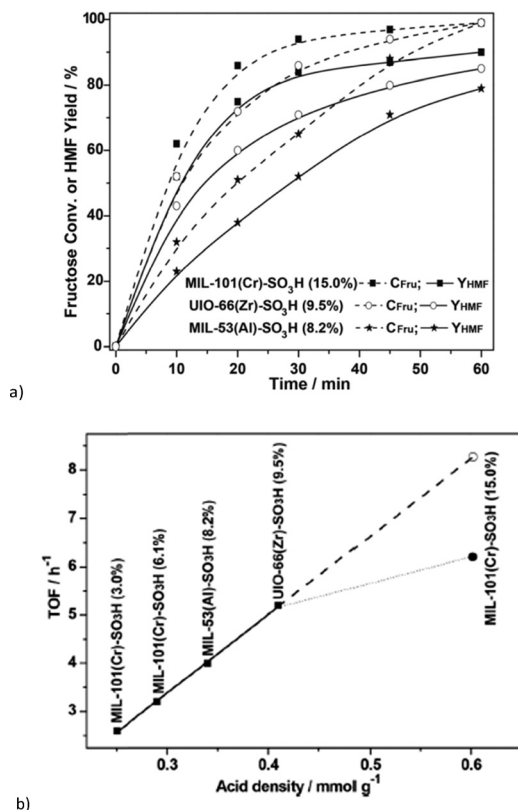 Fructose Conv. or HMF Yield / %
100
80
60
40
20
0
MIL-101(Cr)-SO₃H (15.0%) CFru; YHMF
UIO-66(Zr)-SO₃H (9.5%) CFru; YHMF
MIL-53(Al)-SO₃H (8.2%) CFru; YHMF
0 10 20 30 40 50 60
Time / min
a)
TOF / h⁻¹
8
7
6
5
4
3
MIL-101(Cr)-SO3H (3.0%)
MIL-101(Cr)-SO3H (6.1%)
MIL-53(Al)-SO3H (8.2%)
UIO-66(Zr)-SO3H (9.5%)
MIL-101(Cr)-SO3H (15.0%)
0.3 0.4 0.5 0.6
Acid density / mmol g⁻¹
b)